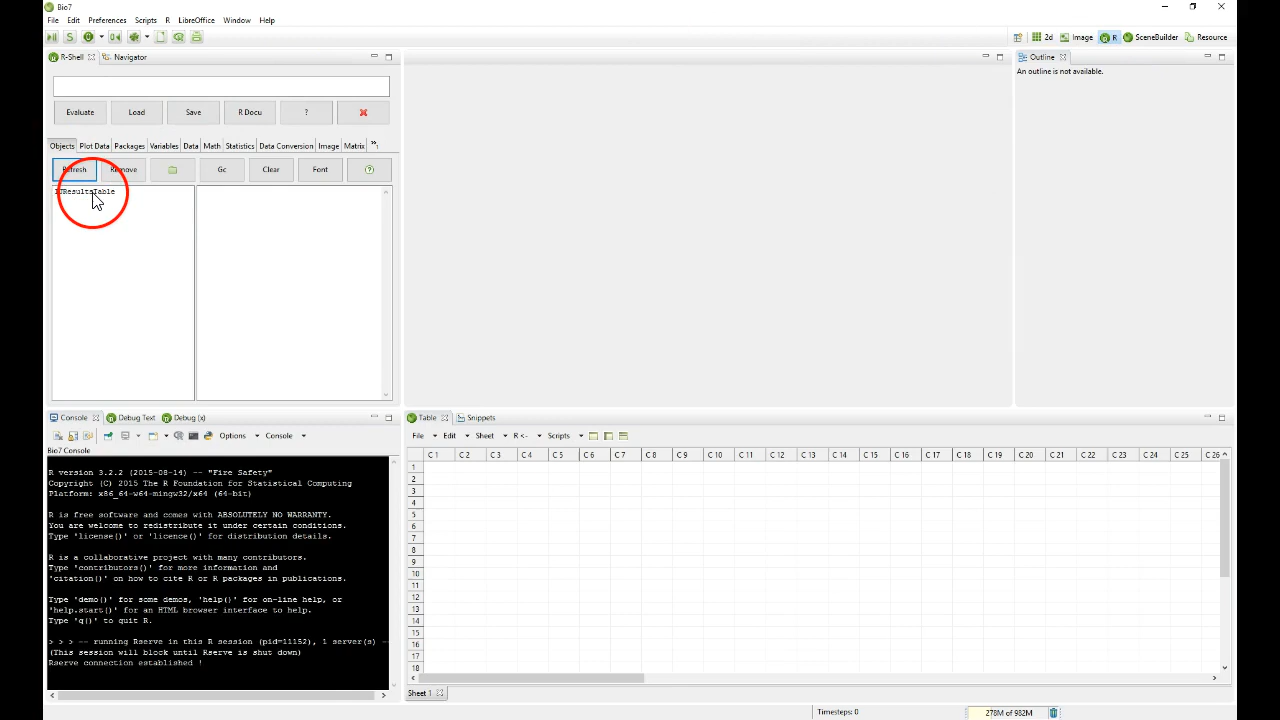 Bio7
File Edit Preferences Scripts R LibreOffice Window Help
2d Image R SceneBuilder Resource
R-Shell Navigator
Outline
An outline is not available.
Evaluate Load Save R Docu ?
Objects Plot Data Packages Variables Data Math Statistics Data Conversion Image Matrix »1
Refresh Remove Gc Clear Font
IJResultsTable
Console Debug Text Debug (x)
Options Console
Bio7 Console
R version 3.2.2 (2015-08-14) -- "Fire Safety"
Copyright (C) 2015 The R Foundation for Statistical Computing
Platform: x86_64-w64-mingw32/x64 (64-bit)
R is free software and comes with ABSOLUTELY NO WARRANTY.
You are welcome to redistribute it under certain conditions.
Type 'license()' or 'licence()' for distribution details.
R is a collaborative project with many contributors.
Type 'contributors()' for more information and
'citation()' on how to cite R or R packages in publications.
Type 'demo()' for some demos, 'help()' for on-line help, or
'help.start()' for an HTML browser interface to help.
Type 'q()' to quit R.
> > > -- running Rserve in this R session (pid=11152), 1 server(s) --
(This session will block until Rserve is shut down)
Rserve connection established !
Table Snippets
File Edit Sheet R <- Scripts
C 1 C 2 C 3 C 4 C 5 C 6 C 7 C 8 C 9 C 10 C 11 C 12 C 13 C 14 C 15 C 16 C 17 C 18 C 19 C 20 C 21 C 22 C 23 C 24 C 25 C 26
1
2
3
4
5
6
7
8
9
10
11
12
13
14
15
16
17
18
Sheet 1
Timesteps: 0
278M of 982M